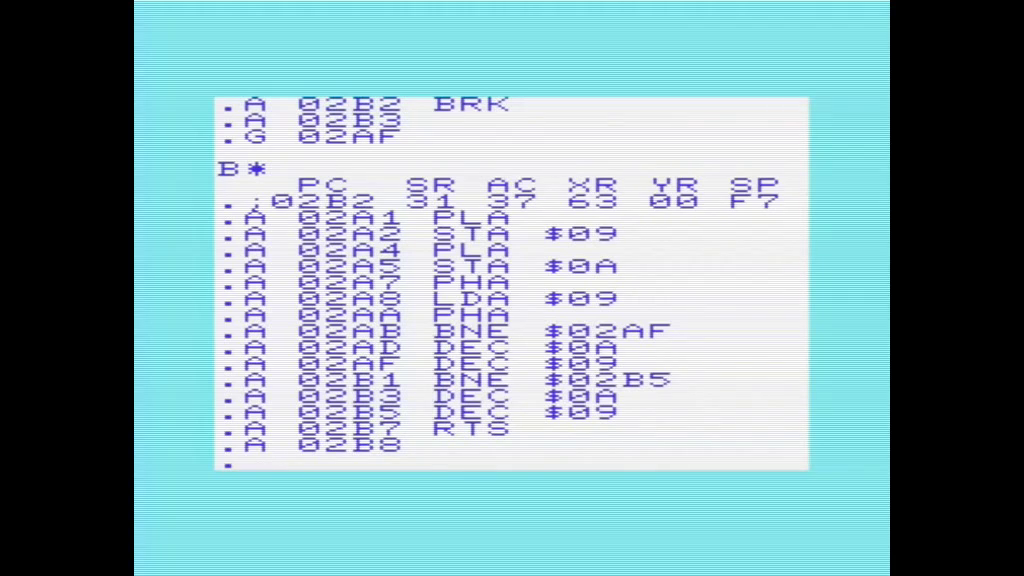 .A 02B2 BRK
.A 02B3
.G 02AF
B*
PC SR AC XR YR SP
.;02B2 31 37 63 00 F7
.A 02A1 PLA
.A 02A2 STA $09
.A 02A4 PLA
.A 02A5 STA $0A
.A 02A7 PHA
.A 02A8 LDA $09
.A 02AA PHA
.A 02AB BNE $02AF
.A 02AD DEC $0A
.A 02AF DEC $09
.A 02B1 BNE $02B5
.A 02B3 DEC $0A
.A 02B5 DEC $09
.A 02B7 RTS
.A 02B8
.